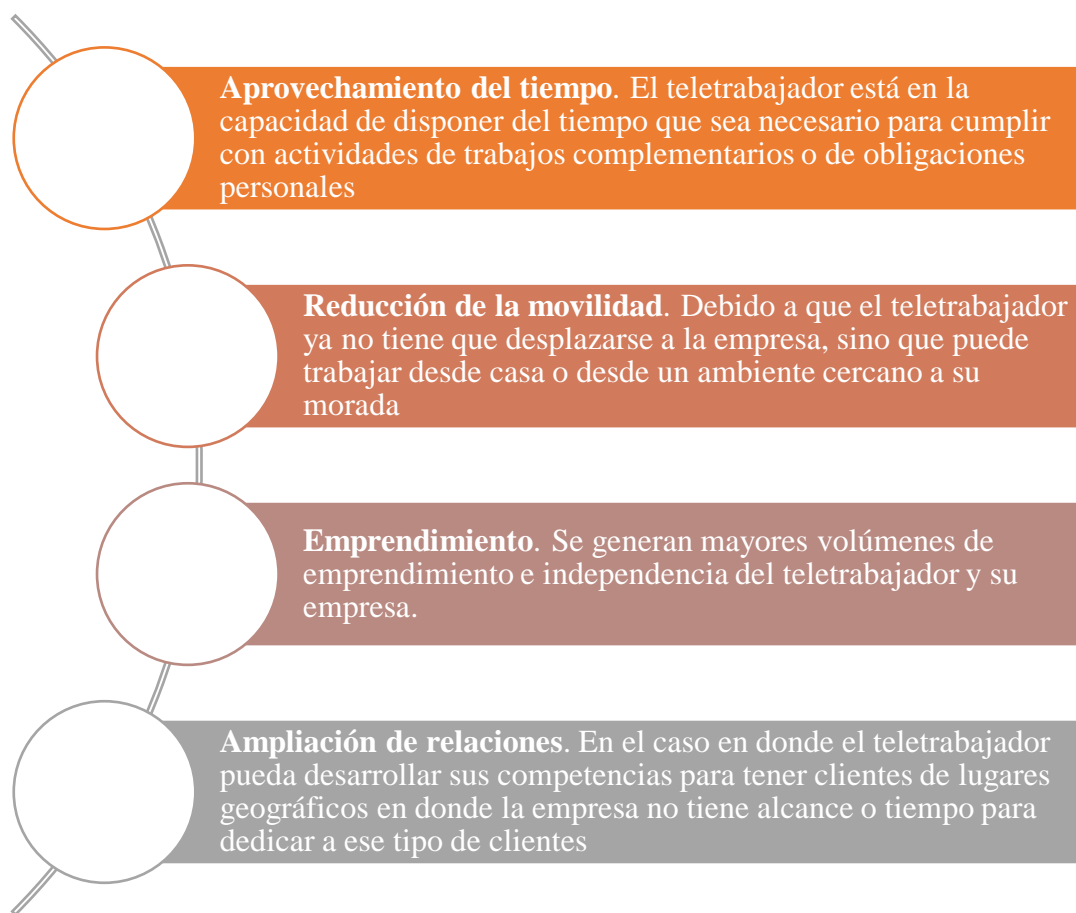 Aprovechamiento del tiempo. El teletrabajador está en la
capacidad de disponer del tiempo que sea necesario para cumplir
con actividades de trabajos complementarios o de obligaciones
personales
Reducción de la movilidad. Debido a que el teletrabajador
ya no tiene que desplazarse a la empresa, sino que puede
trabajar desde casa o desde un ambiente cercano a su
morada
Emprendimiento. Se generan mayores volúmenes de
emprendimiento e independencia del teletrabajador y su
empresa.
Ampliación de relaciones. En el caso en donde el teletrabajador
pueda desarrollar sus competencias para tener clientes de lugares
geográficos en donde la empresa no tiene alcance o tiempo para
dedicar a ese tipo de clientes